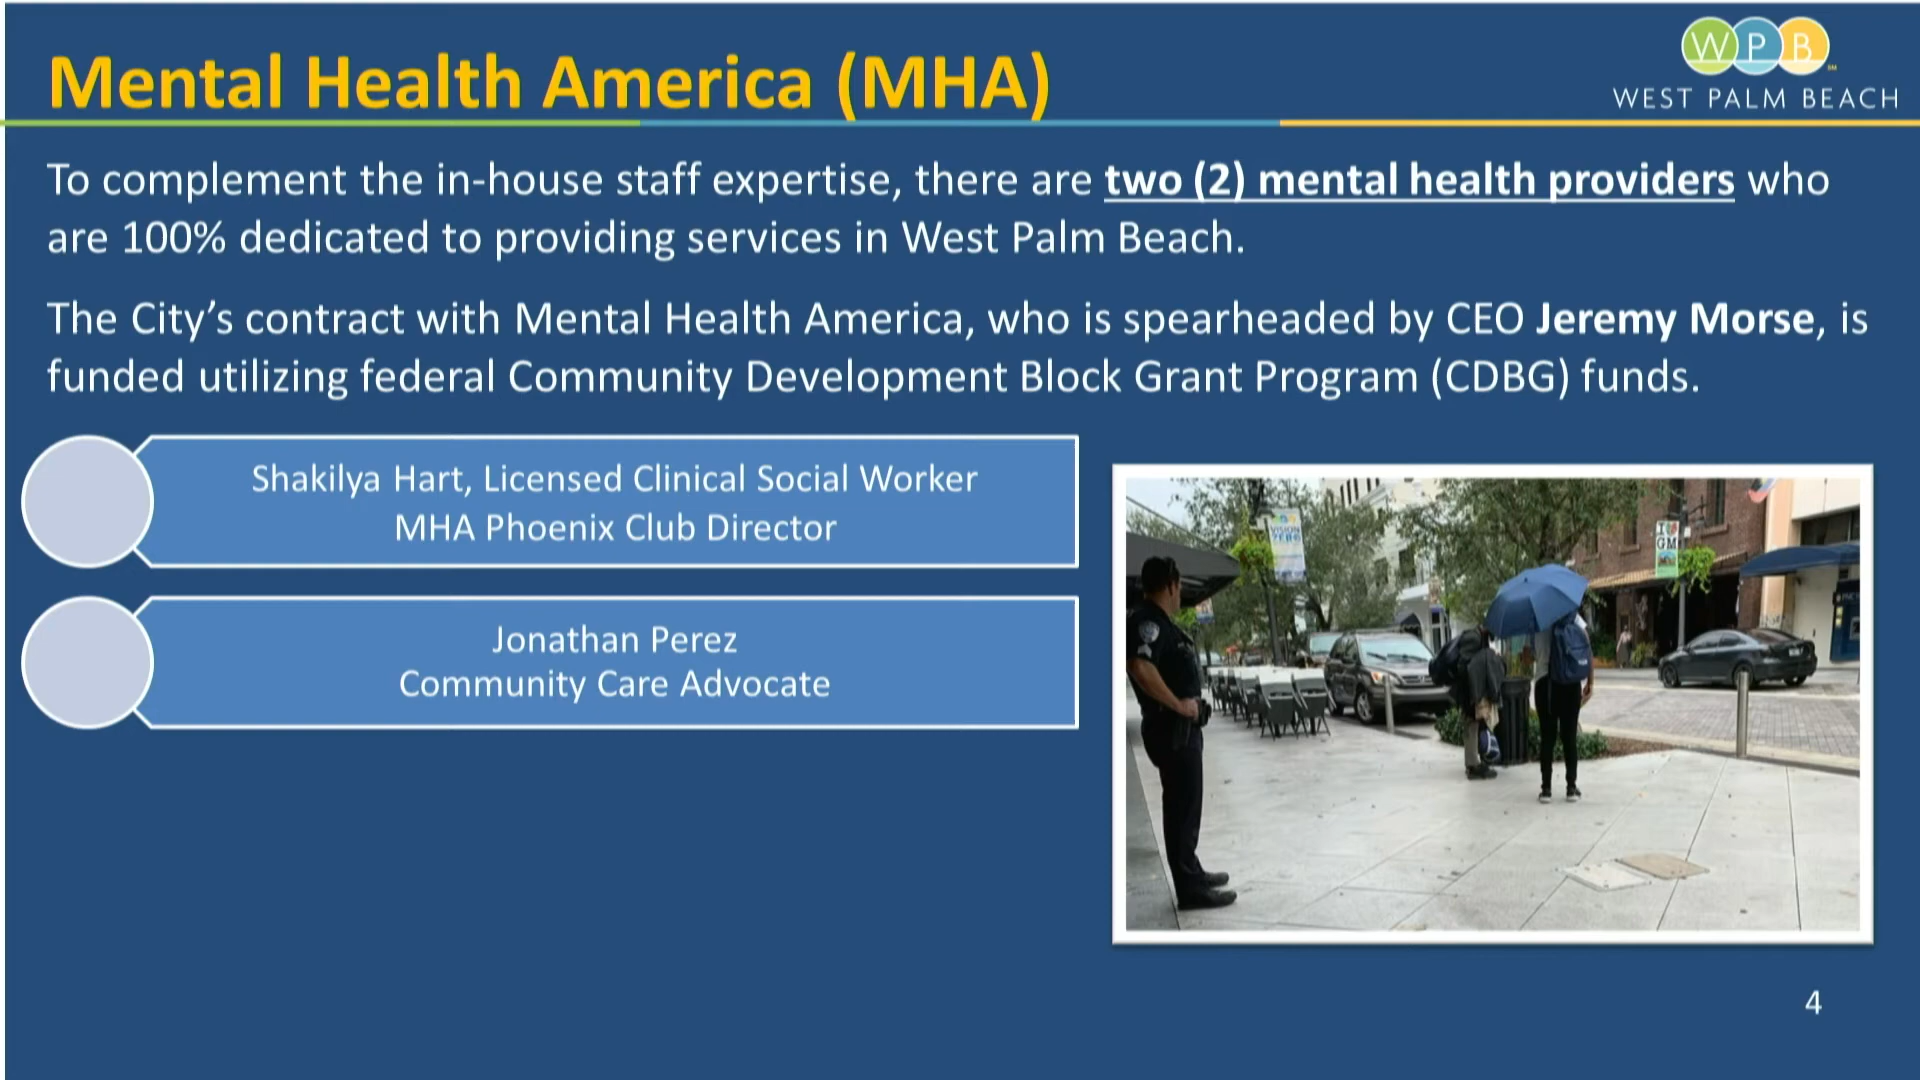 Mental Health America (MHA)
WPB
WEST PALM BEACH
To complement the in-house staff expertise, there are two (2) mental health providers who
are 100% dedicated to providing services in West Palm Beach.
The City’s contract with Mental Health America, who is spearheaded by CEO Jeremy Morse, is
funded utilizing federal Community Development Block Grant Program (CDBG) funds.
Shakilya Hart, Licensed Clinical Social Worker
MHA Phoenix Club Director
Jonathan Perez
Community Care Advocate
VISION
ZERO
I
GM
4